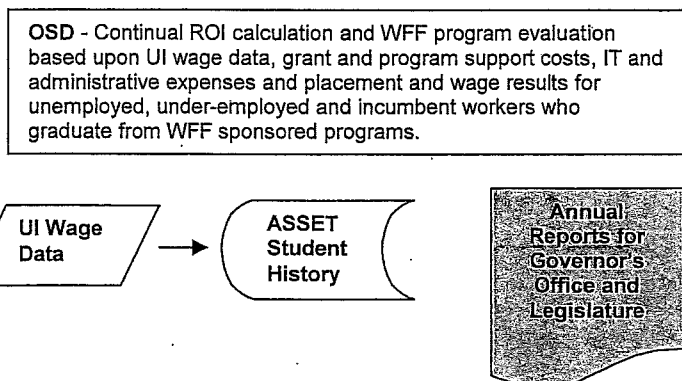 OSD - Continual ROI calculation and WFF program evaluation
based upon UI wage data, grant and program support costs, IT and
administrative expenses and placement and wage results for
unemployed, under-employed and incumbent workers who
graduate from WFF sponsored programs.
UI Wage
Data
ASSET
Student
History
Annual
Reports for
Governor's
Office and
Legislature